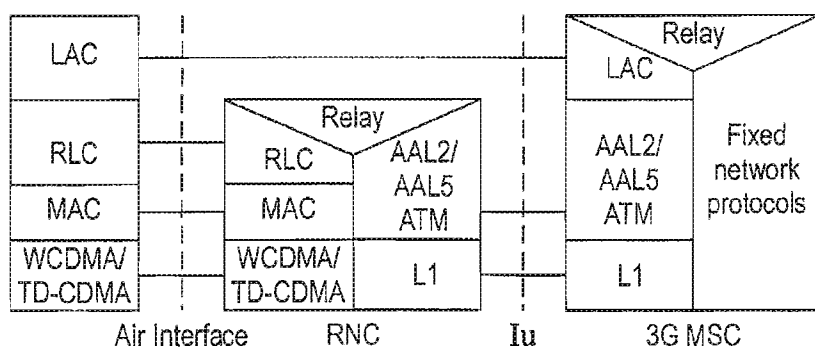 LAC
RLC
MAC
WCDMA/
TD-CDMA
Relay
RLC
MAC
WCDMA/
TD-CDMA
AAL2/
AAL5
ATM
L1
Relay
LAC
AAL2/
AAL5
ATM
L1
Fixed
network
protocols
Air Interface
RNC
Iu
3G MSC